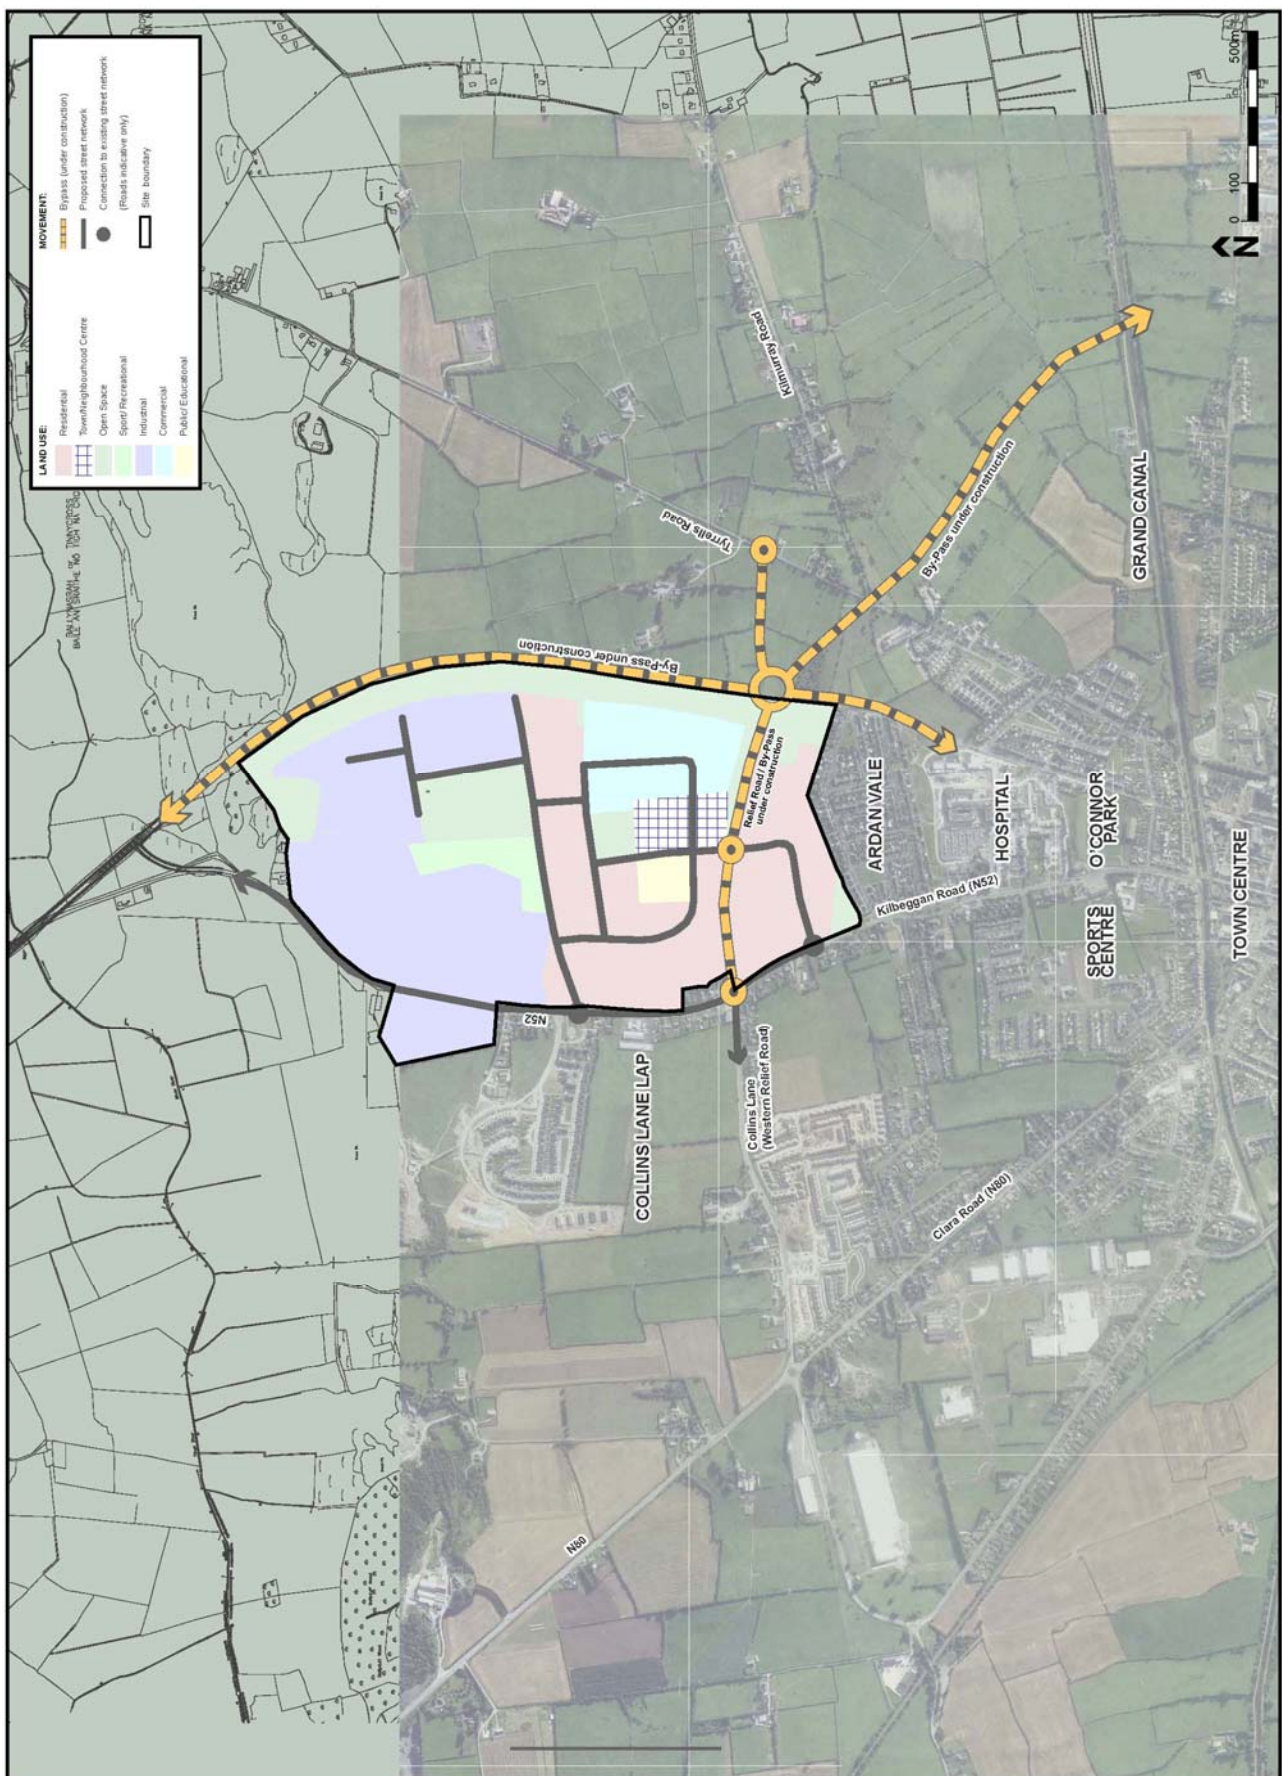 LAND USE:
Residential
Town/Neighbourhood Centre
Open Space
Sport/ Recreational
Industrial
Commercial
Public/ Educational
MOVEMENT:
Bypass (under construction)
Proposed street network
Connection to existing street network
(Roads indicative only)
Site boundary
By-Pass under construction
Tyrrells Road
Kilmurray Road
Relief Road / By-Pass
under construction
By-Pass under construction
N52
COLLINS LANE LAP
Collins Lane
(Western Relief Road)
ARDAN VALE
Kilbeggan Road (N52)
HOSPITAL
O'CONNOR
PARK
SPORTS
CENTRE
TOWN CENTRE
GRAND CANAL
Clara Road (N80)
N80
0
100
500m
N